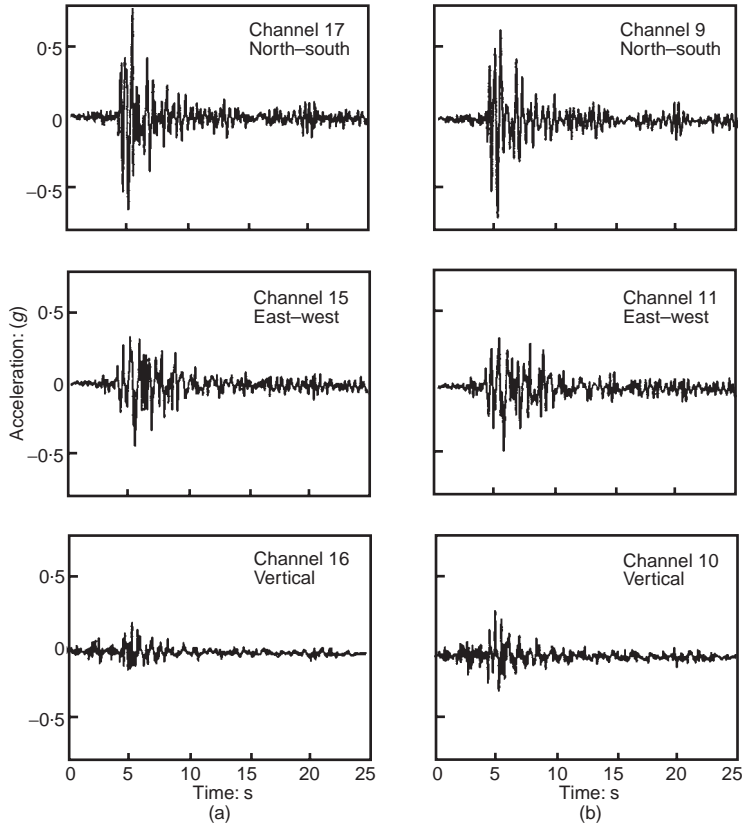 Channel 17
North–south
0·5
0
–0·5
Channel 9
North–south
Channel 15
East–west
0·5
0
–0·5
Channel 11
East–west
Acceleration: (g)
Channel 16
Vertical
0·5
0
–0·5
Channel 10
Vertical
0 5 10 15 20 25
Time: s
(a)
0 5 10 15 20 25
Time: s
(b)